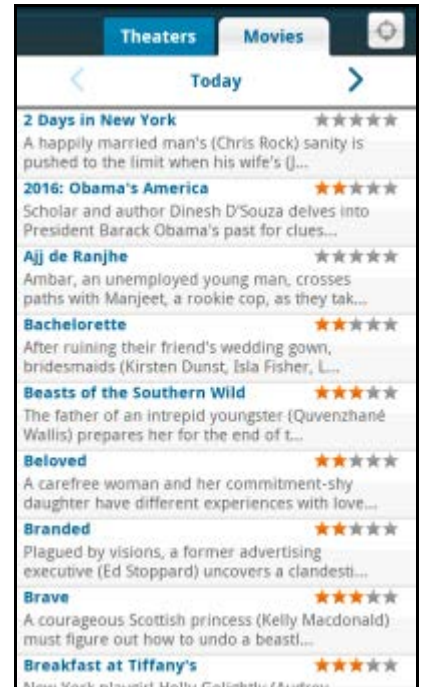 Theaters Movies
Today
2 Days in New York
A happily married man's (Chris Rock) sanity is
pushed to the limit when his wife's (J...
2016: Obama's America
Scholar and author Dinesh D'Souza delves into
President Barack Obama's past for clues...
Ajj de Ranjhe
Ambar, an unemployed young man, crosses
paths with Manjeet, a rookie cop, as they tak...
Bachelorette
After ruining their friend's wedding gown,
bridesmaids (Kirsten Dunst, Isla Fisher, L...
Beasts of the Southern Wild
The father of an intrepid youngster (Quvenzhané
Wallis) prepares her for the end of t...
Beloved
A carefree woman and her commitment-shy
daughter have different experiences with love...
Branded
Plagued by visions, a former advertising
executive (Ed Stoppard) uncovers a clandesti...
Brave
A courageous Scottish princess (Kelly Macdonald)
must figure out how to undo a beastl...
Breakfast at Tiffany's
New York playgirl Holly Golightly (Audrey